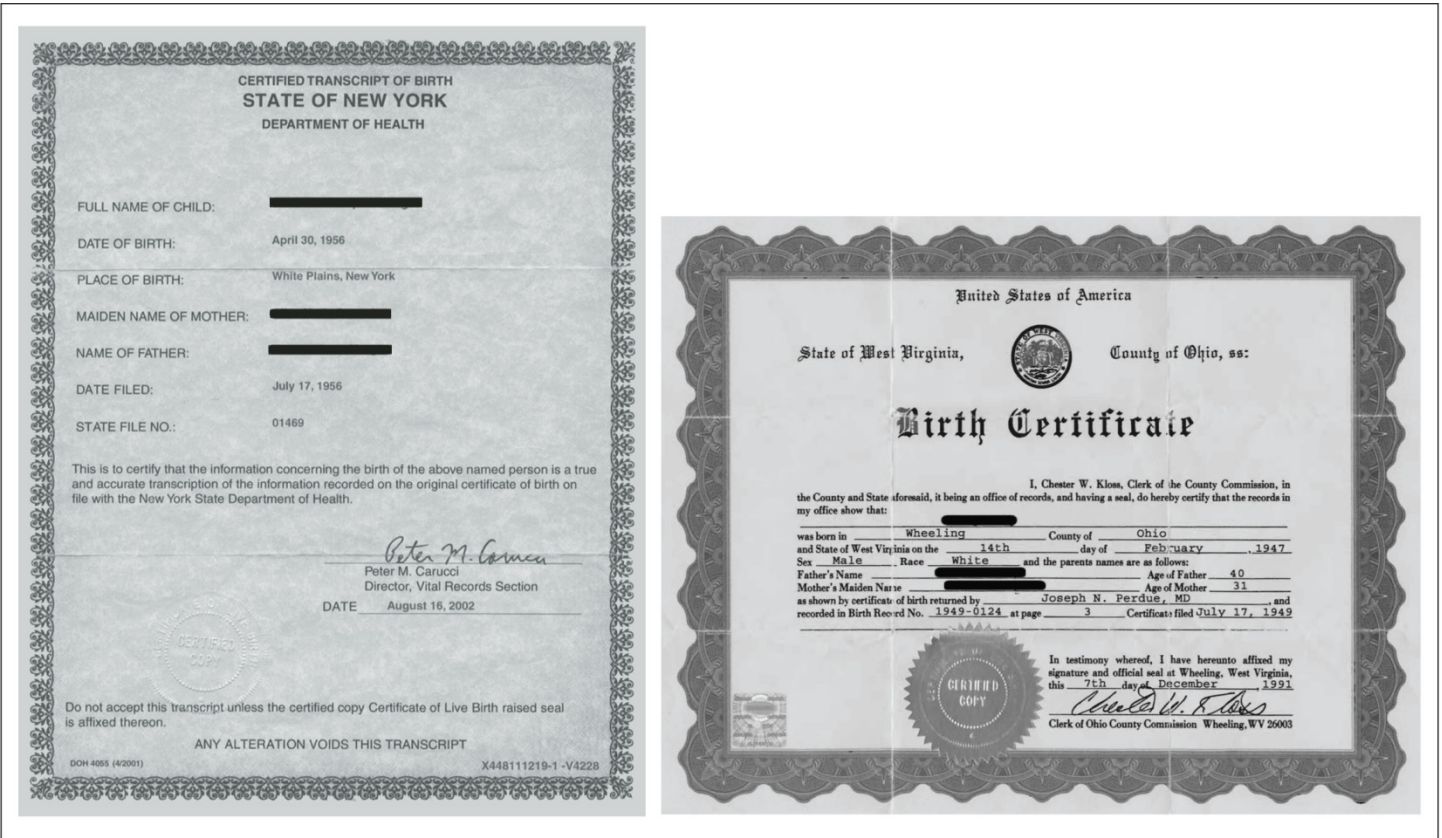 CERTIFIED TRANSCRIPT OF BIRTH
STATE OF NEW YORK
DEPARTMENT OF HEALTH
FULL NAME OF CHILD:
DATE OF BIRTH: April 30, 1956
PLACE OF BIRTH: White Plains, New York
MAIDEN NAME OF MOTHER:
NAME OF FATHER:
DATE FILED: July 17, 1956
STATE FILE NO.: 01469
This is to certify that the information concerning the birth of the above named person is a true
and accurate transcription of the information recorded on the original certificate of birth on
file with the New York State Department of Health.
Peter M. Carucci
Peter M. Carucci
Director, Vital Records Section
DATE August 16, 2002
CERTIFIED
COPY
Do not accept this transcript unless the certified copy Certificate of Live Birth raised seal
is affixed thereon.
ANY ALTERATION VOIDS THIS TRANSCRIPT
DOH 4055 (4/2001) X448111219-1 -V4228
United States of America
State of West Virginia, County of Ohio, ss:
STATE OF WEST VIRGINIA
Birth Certificate
I, Chester W. Kloss, Clerk of the County Commission, in
the County and State aforesaid, it being an office of records, and having a seal, do hereby certify that the records in
my office show that:
was born in Wheeling County of Ohio
and State of West Virginia on the 14th day of February, 1947
Sex Male Race White and the parents names are as follows:
Father's Name Age of Father 40
Mother's Maiden Name Age of Mother 31
as shown by certificate of birth returned by Joseph N. Perdue, MD, and
recorded in Birth Record No. 1949-0124 at page 3 Certificate filed July 17, 1949
In testimony whereof, I have hereunto affixed my
signature and official seal at Wheeling, West Virginia,
this 7th day of December, 1991
Chester W. Kloss
Clerk of Ohio County Commission Wheeling, WV 26003
CERTIFIED
COPY